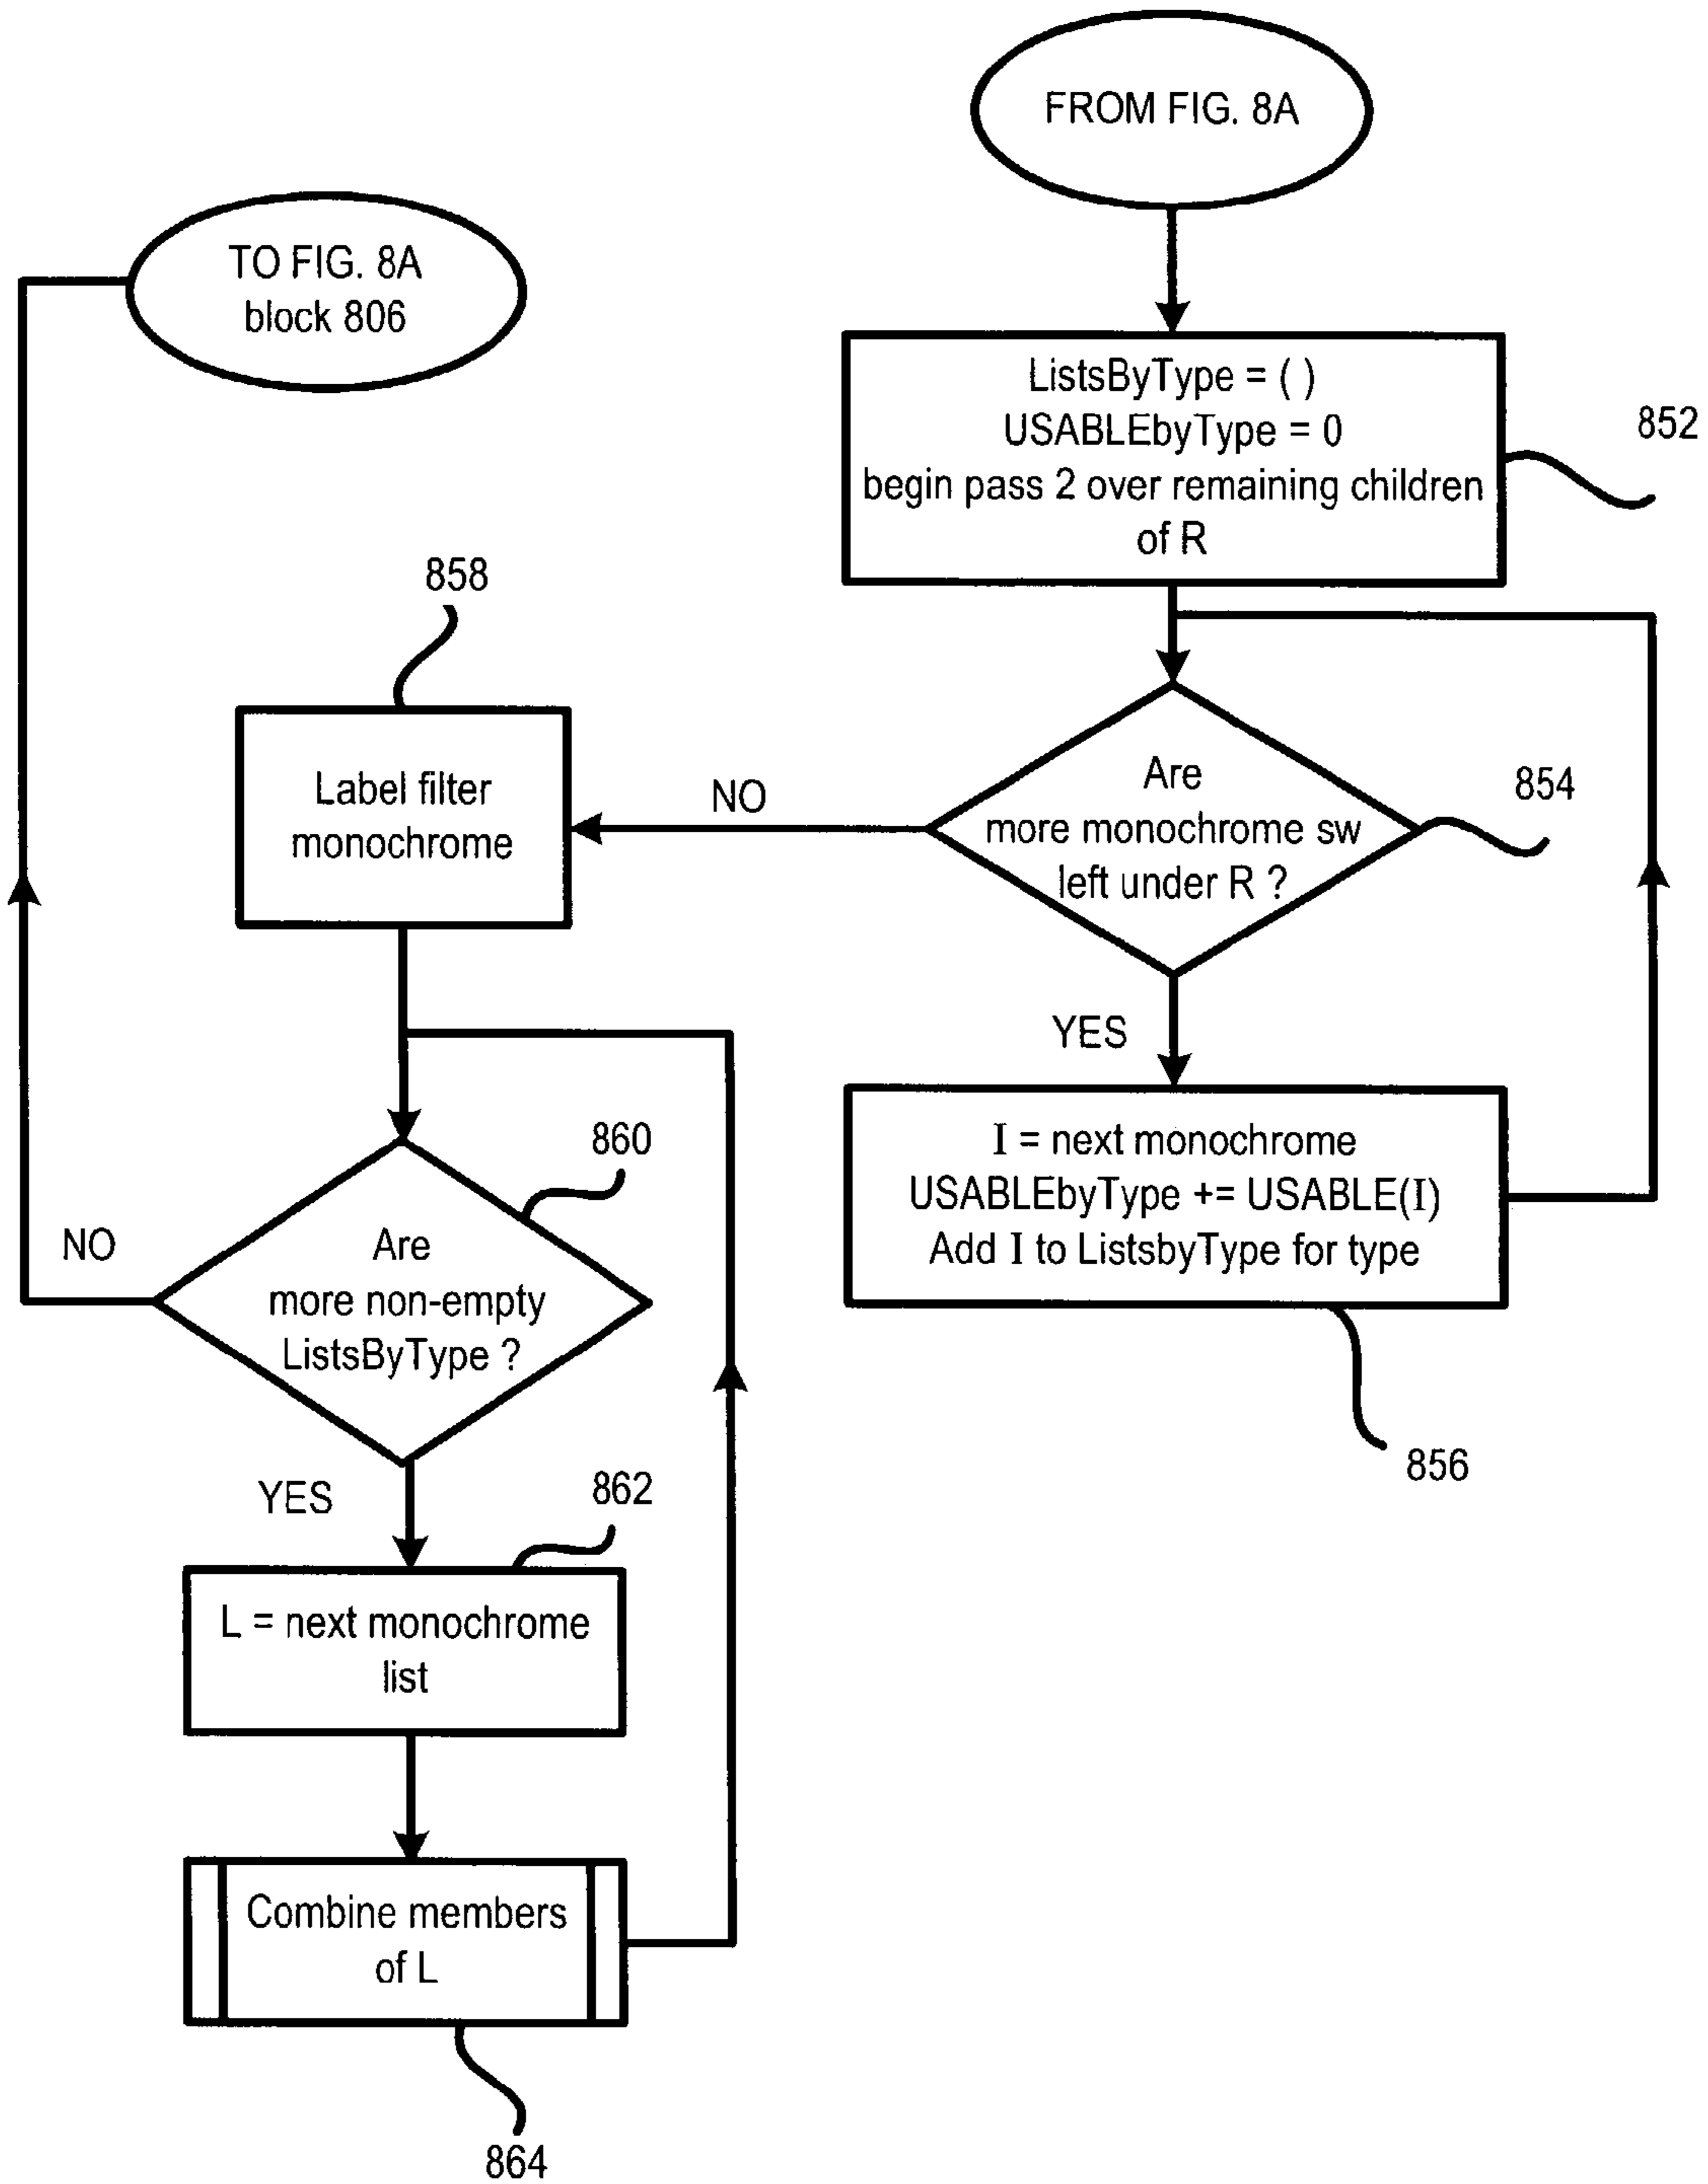 FROM FIG. 8A
TO FIG. 8A
block 806
ListsByType = ( )
USABLEbyType = 0
begin pass 2 over remaining children
of R
852
858
Label filter
monochrome
NO
Are
more monochrome sw
left under R ?
854
YES
I = next monochrome
USABLEbyType += USABLE(I)
Add I to ListsbyType for type
856
860
NO
Are
more non-empty
ListsByType ?
YES
862
L = next monochrome
list
Combine members
of L
864